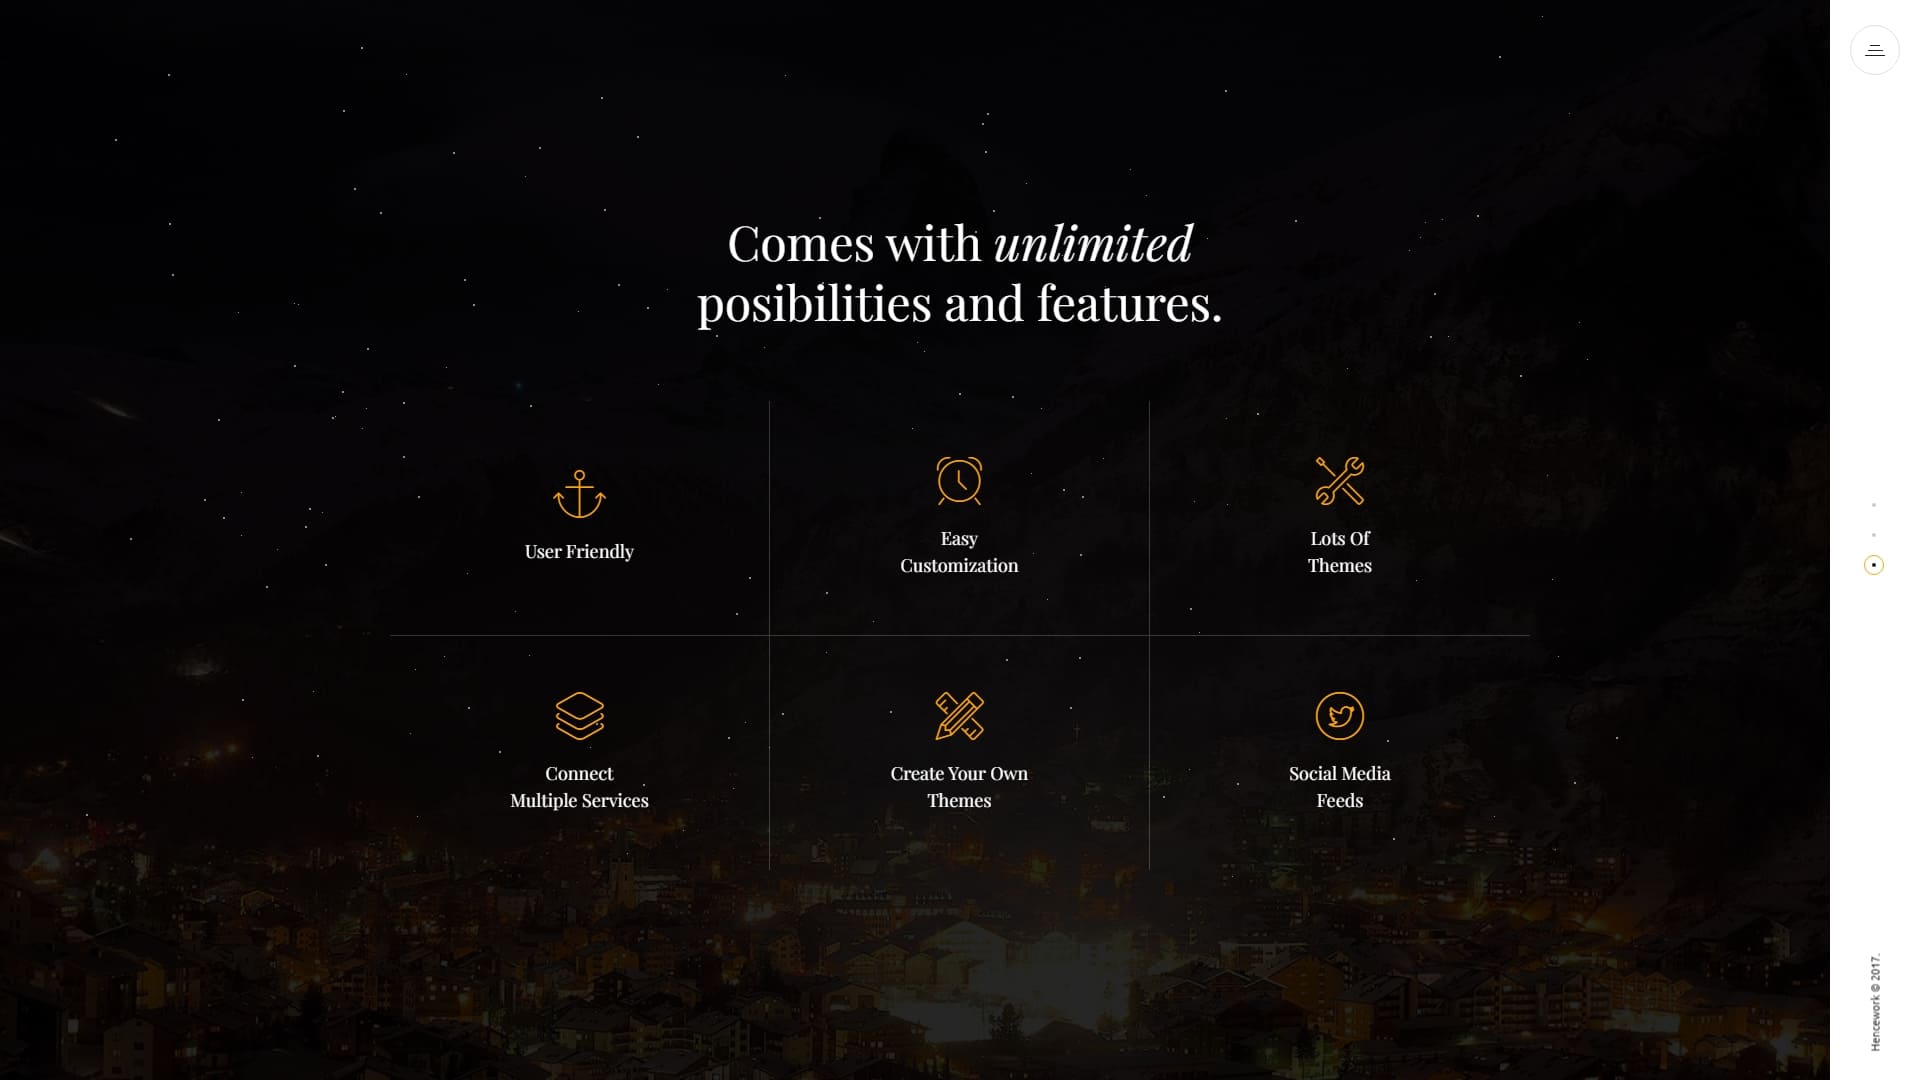 Comes with unlimited
posibilities and features.
User Friendly
Easy
Customization
Lots Of
Themes
Connect
Multiple Services
Create Your Own
Themes
Social Media
Feeds
Hencework © 2017.